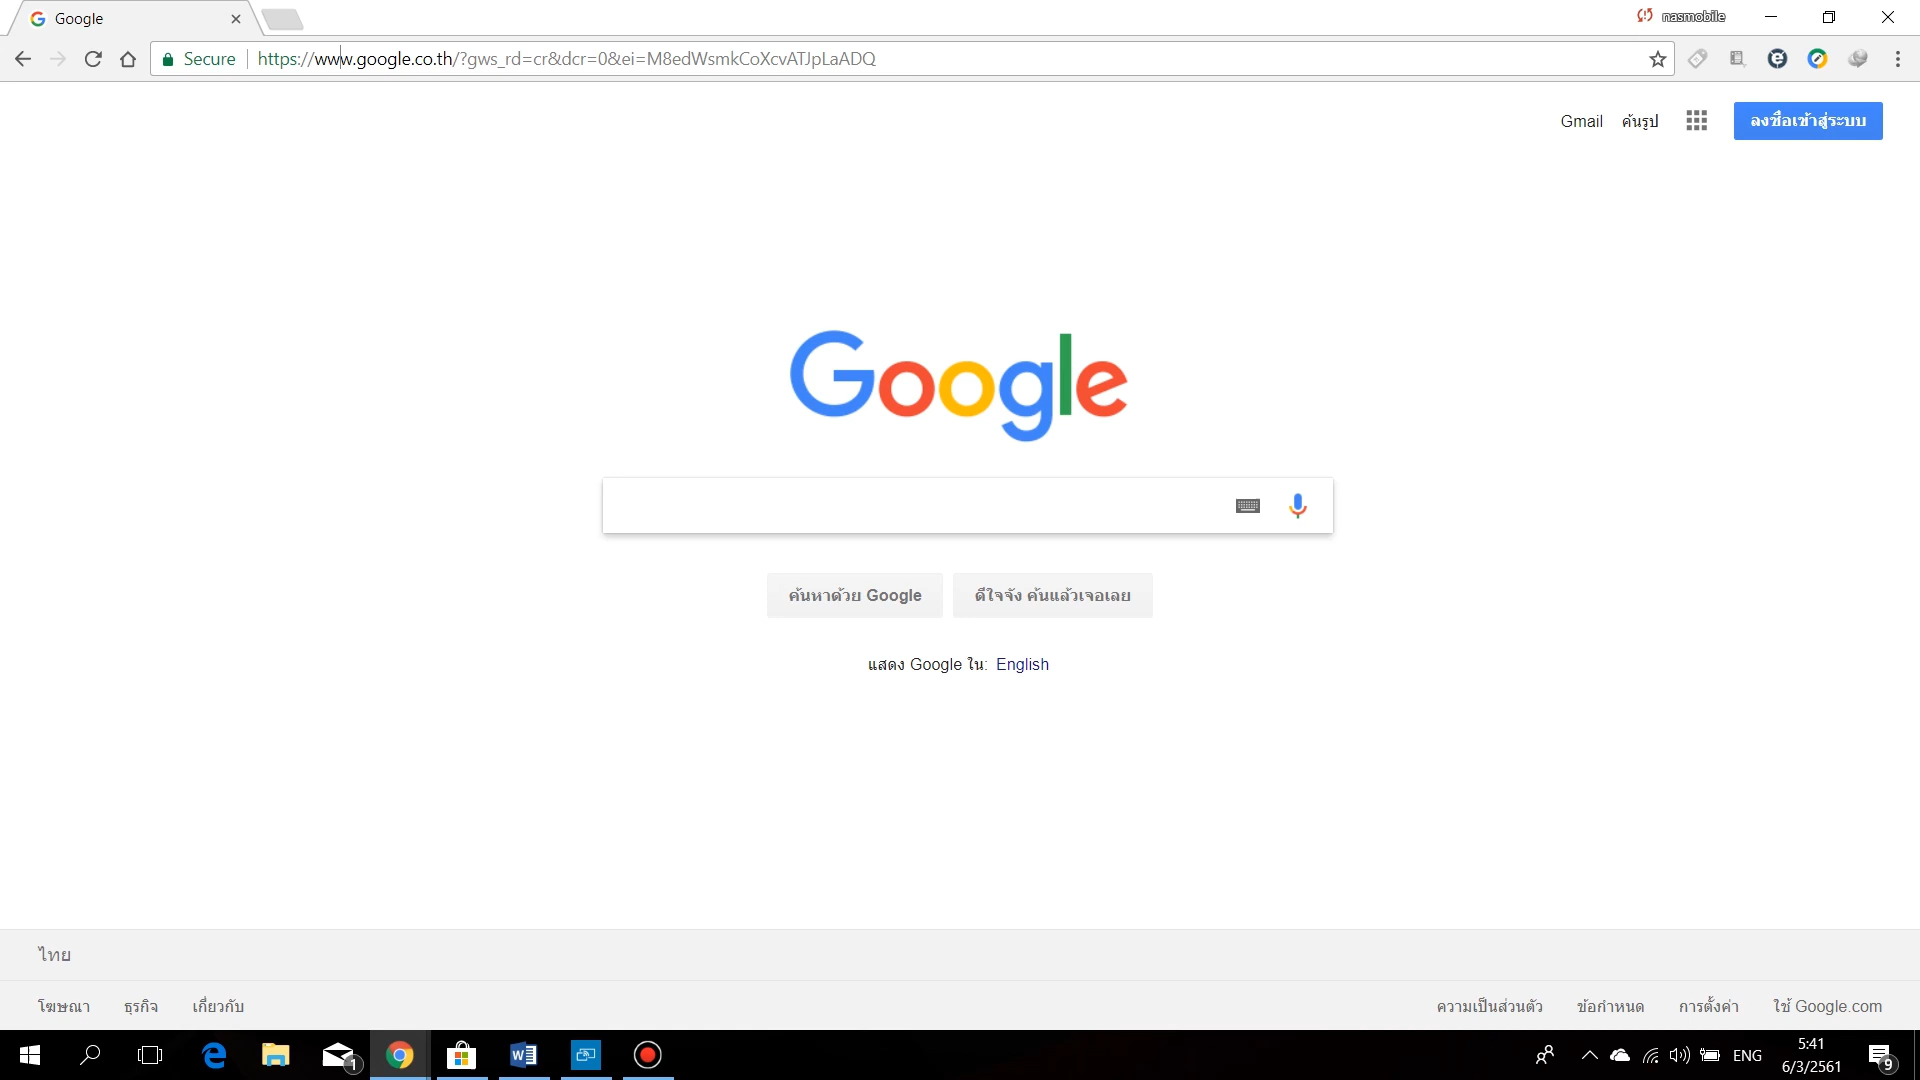 Google
nasmobile
Secure
https://www.google.co.th/?gws_rd=cr&dcr=0&ei=M8edWsmkCoXcvATJpLaADQ
Gmail ค้นรูป ลงชื่อเข้าสู่ระบบ
Google
ค้นหาด้วย Google ดีใจจัง ค้นแล้วเจอเลย
แสดง Google ใน: English
ไทย
โฆษณา ธุรกิจ เกี่ยวกับ ความเป็นส่วนตัว ข้อกำหนด การตั้งค่า ใช้ Google.com
1 ENG 5:41
6/3/2561 9